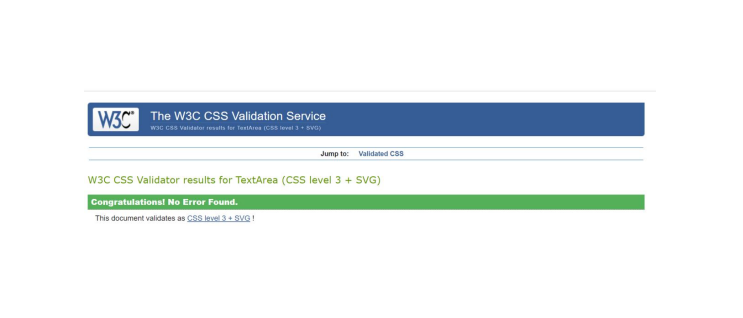 W3C®
The W3C CSS Validation Service
W3C CSS Validator results for TextArea (CSS level 3 + SVG)
Jump to: Validated CSS
W3C CSS Validator results for TextArea (CSS level 3 + SVG)
Congratulations! No Error Found.
This document validates as CSS level 3 + SVG !